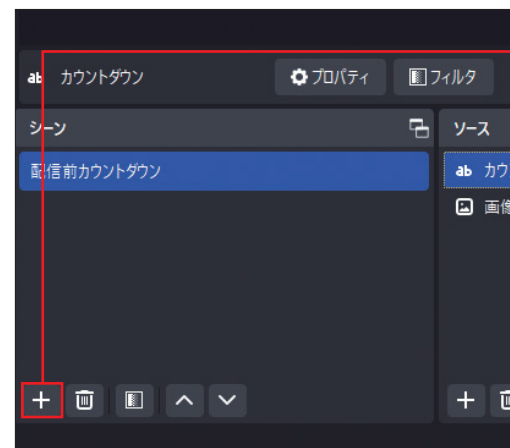 ab カウントダウン
プロパティ
フィルタ
シーン
ソース
配信前カウントダウン
ab カウ
画像